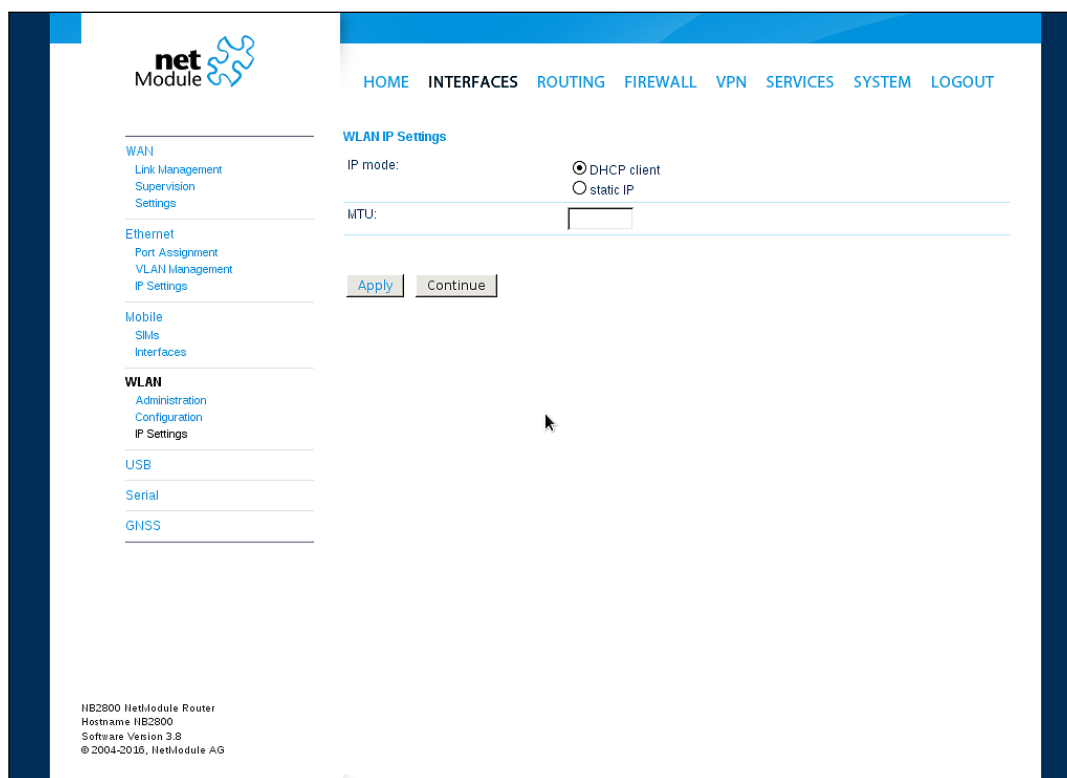 net
Module
HOME INTERFACES ROUTING FIREWALL VPN SERVICES SYSTEM LOGOUT
WAN
Link Management
Supervision
Settings
Ethernet
Port Assignment
VLAN Management
IP Settings
Mobile
SIMs
Interfaces
WLAN
Administration
Configuration
IP Settings
USB
Serial
GNSS
WLAN IP Settings
IP mode:
DHCP client
static IP
MTU:
Apply Continue
NB2800 NetModule Router
Hostname NB2800
Software Version 3.8
© 2004-2016, NetModule AG